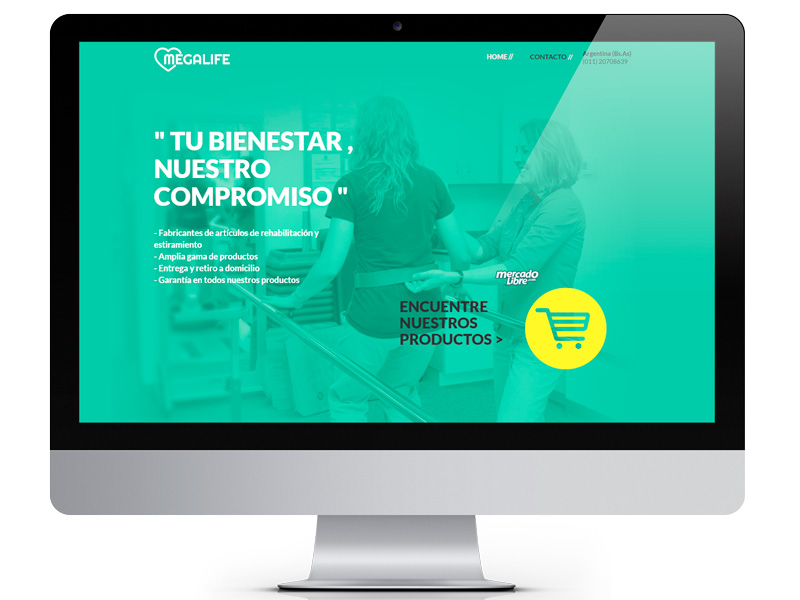 MEGALIFE
HOME //
CONTACTO //
Argentina (Bs.As)
(011) 20706639
" TU BIENESTAR ,
NUESTRO
COMPROMISO "
- Fabricantes de artículos de rehabilitación y
estiramiento
- Amplia gama de productos
- Entrega y retiro a domicilio
- Garantía en todos nuestros productos
mercado
Libre
ENCUENTRE
NUESTROS
PRODUCTOS >